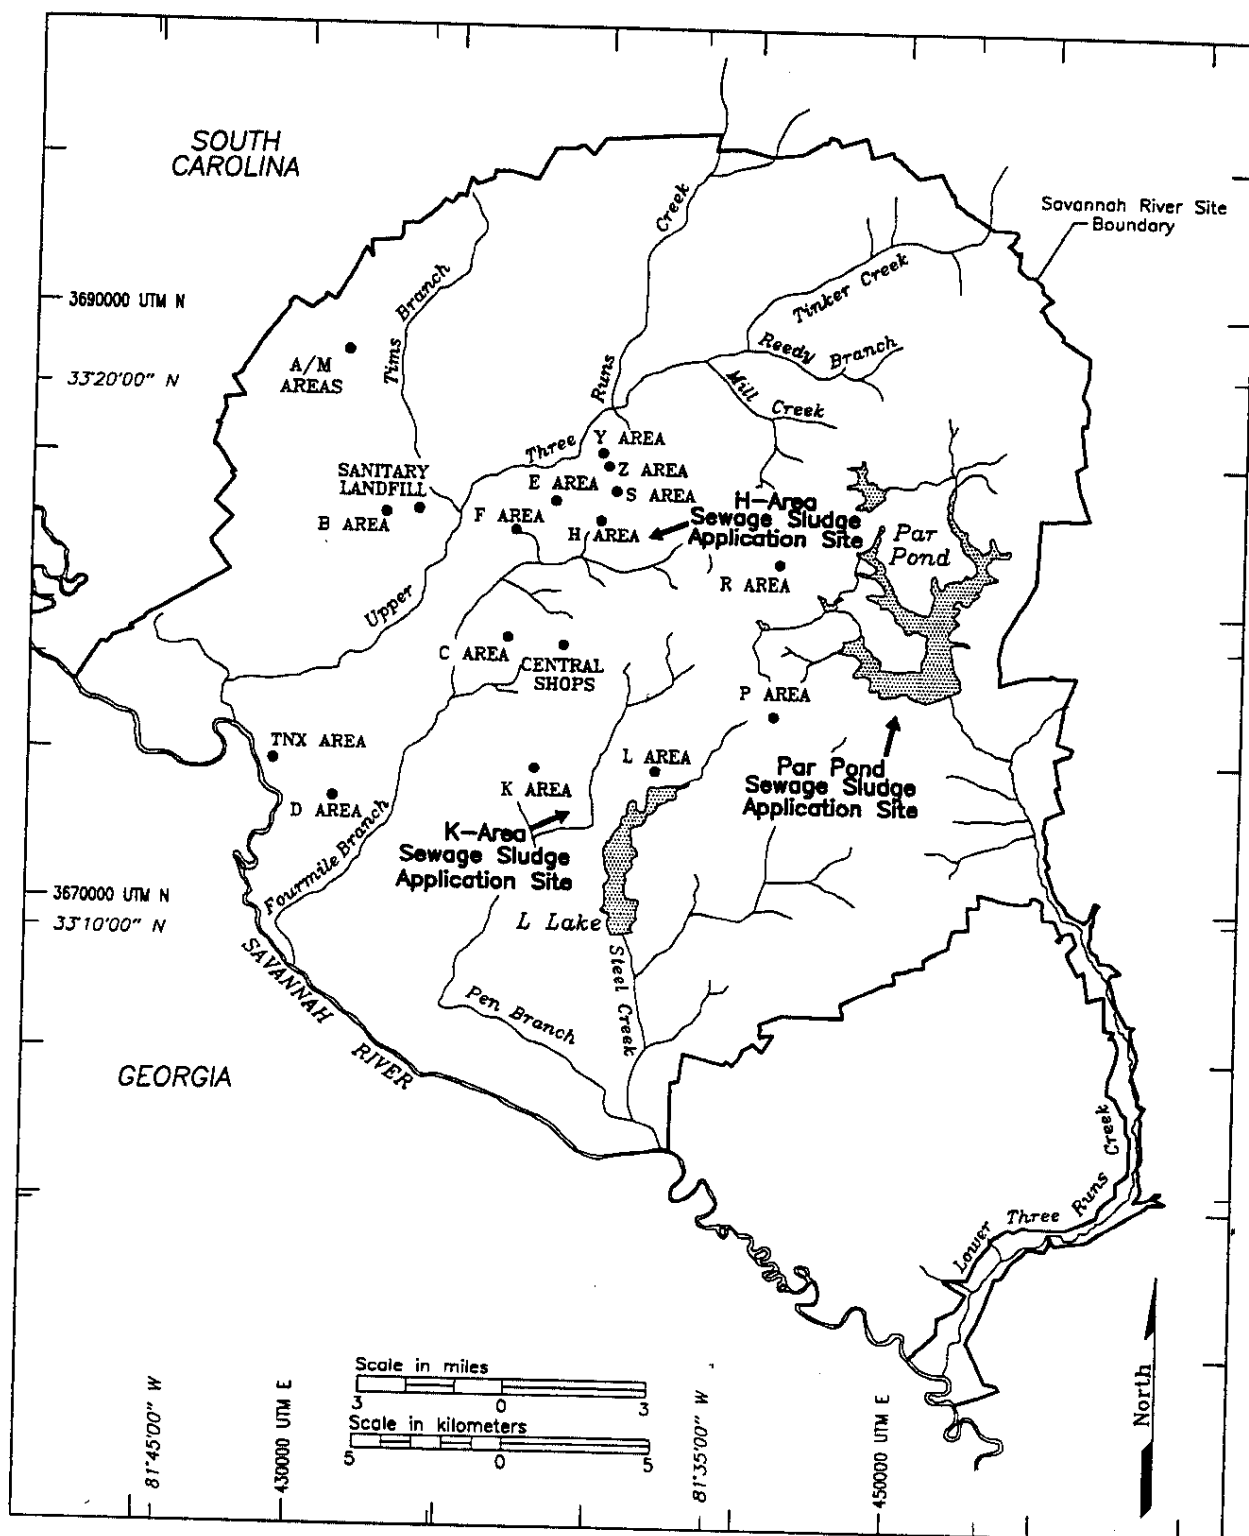 SOUTH
CAROLINA
Savannah River Site
Boundary
Creek
Tims Branch
Tinker Creek
3690000 UTM N
Reedy Branch
A/M
AREAS
33°20'00" N
Mill Creek
Upper Three Runs
Y AREA
Z AREA
SANITARY
LANDFILL
E AREA
S AREA
B AREA
F AREA
H AREA
H-Area
Sewage Sludge
Application Site
Par
Pond
R AREA
C AREA
CENTRAL
SHOPS
P AREA
TNX AREA
L AREA
D AREA
K AREA
Par Pond
Sewage Sludge
Application Site
K-Area
Sewage Sludge
Application Site
Fourmile Branch
3670000 UTM N
33°10'00" N
L Lake
SAVANNAH RIVER
Steel Creek
Pen Branch
GEORGIA
Lower Three Runs Creek
Scale in miles
3 0 3
Scale in kilometers
5 0 5
81°45'00" W
430000 UTM E
81°35'00" W
450000 UTM E
North